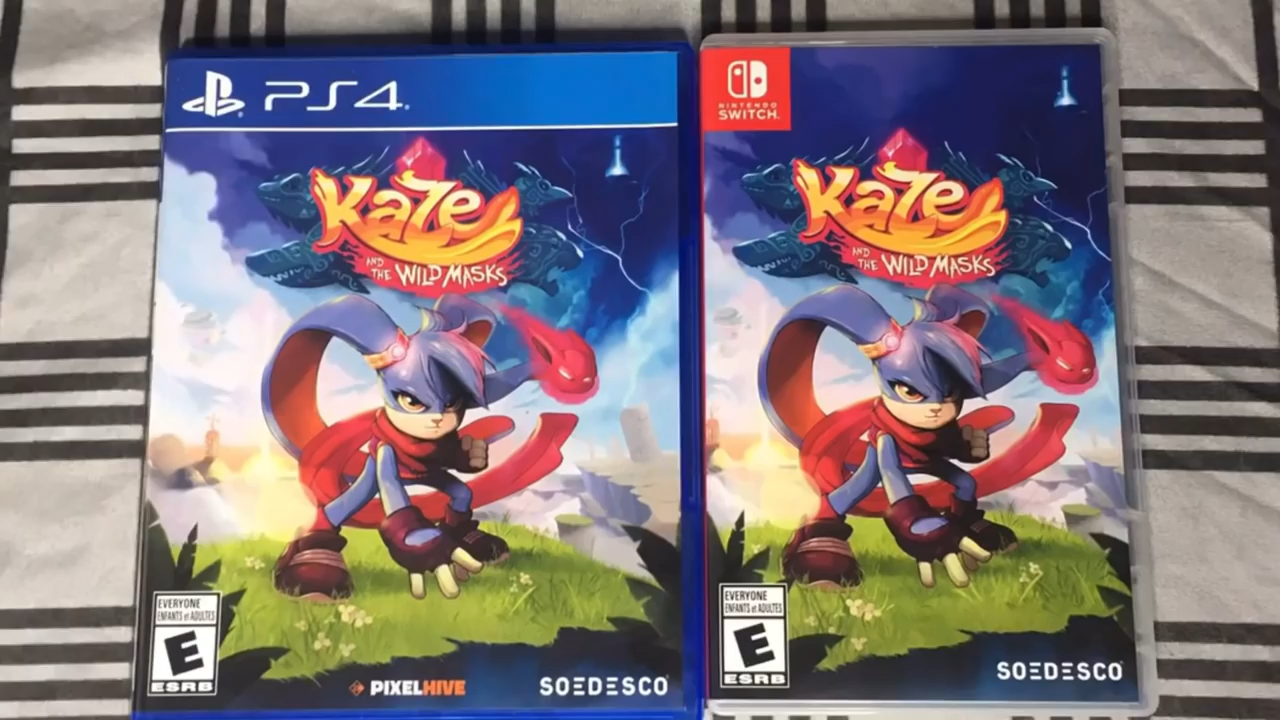 PS4
Kaze
AND
THE WILD MASKS
EVERYONE
ENFANTS et ADULTES
E
ESRB
PIXELHIVE
SOEDESCO
NINTENDO
SWITCH
Kaze
AND
THE WILD MASKS
EVERYONE
ENFANTS et ADULTES
E
ESRB
SOEDESCO